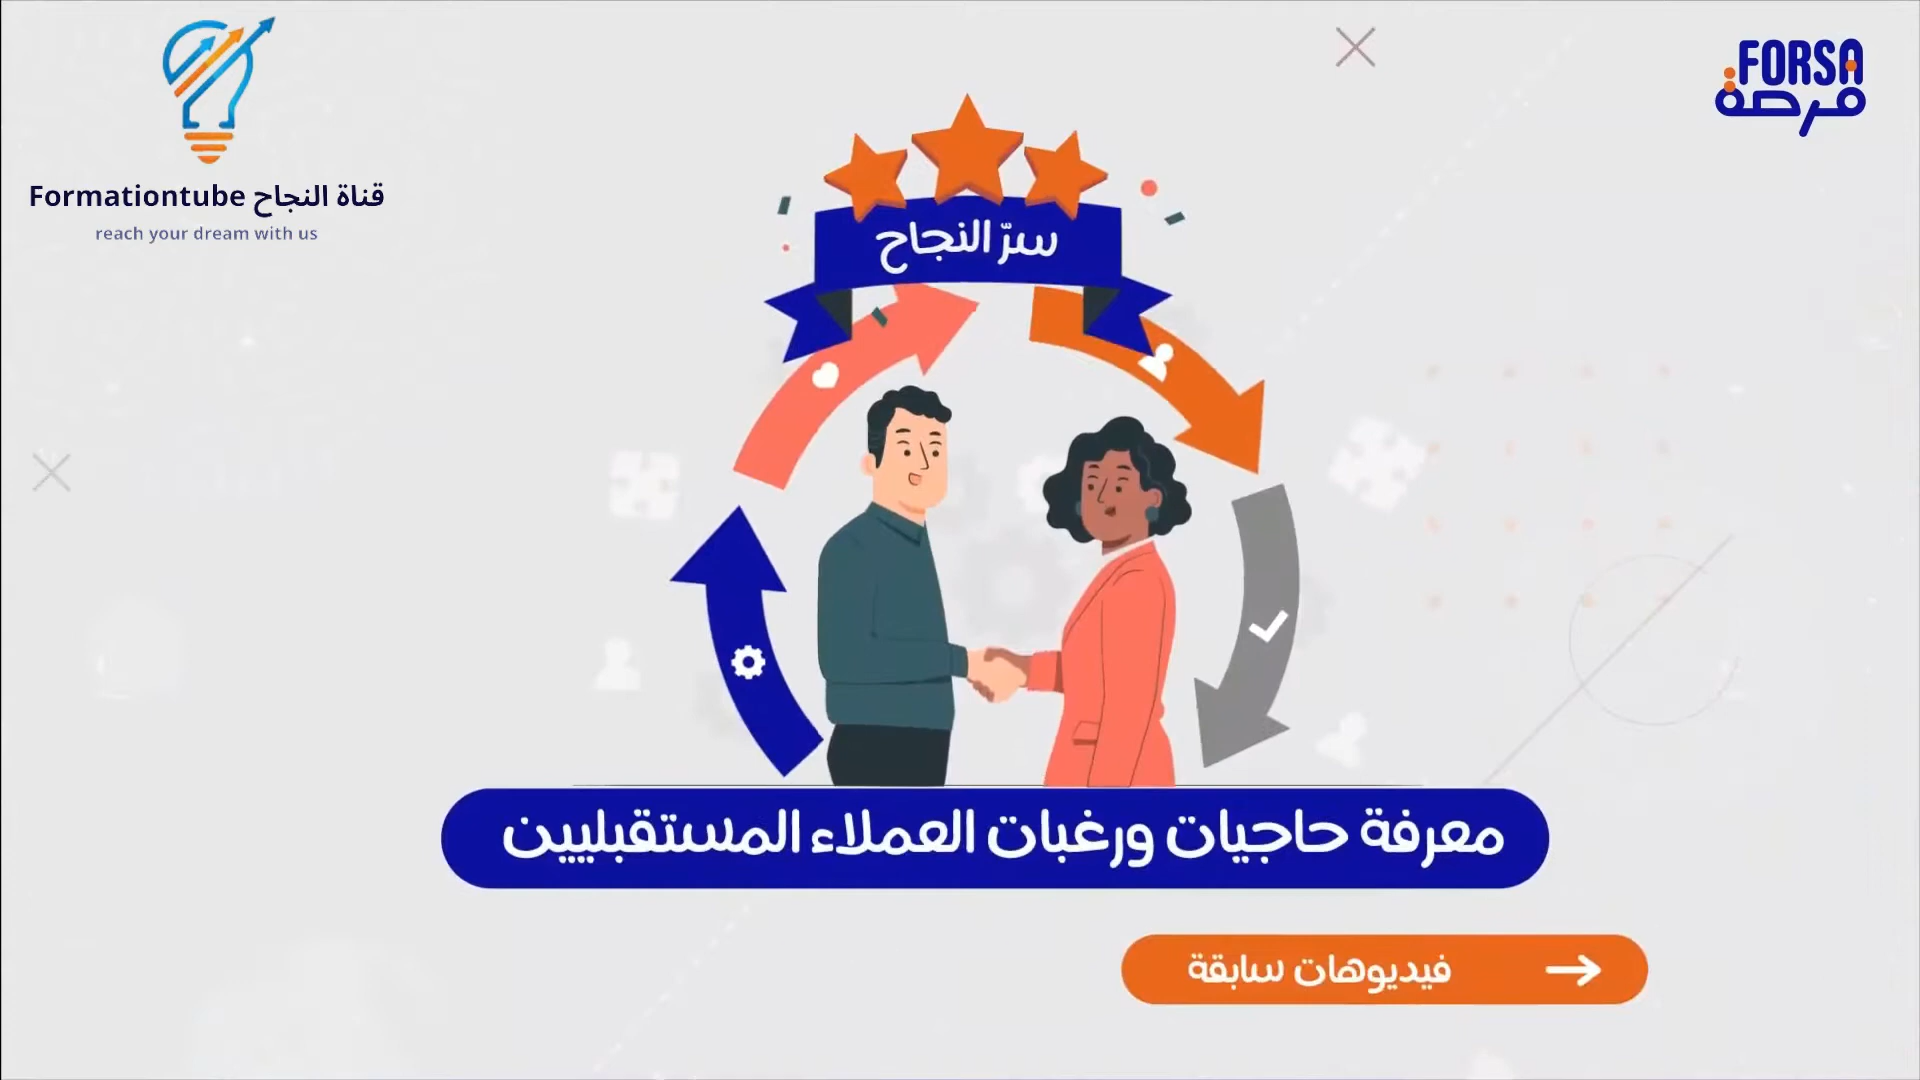 FORSA
فرصة
Formationtube قناة النجاح
reach your dream with us
سرّ النجاح
معرفة حاجيات ورغبات العملاء المستقبليين
فيديوهات سابقة